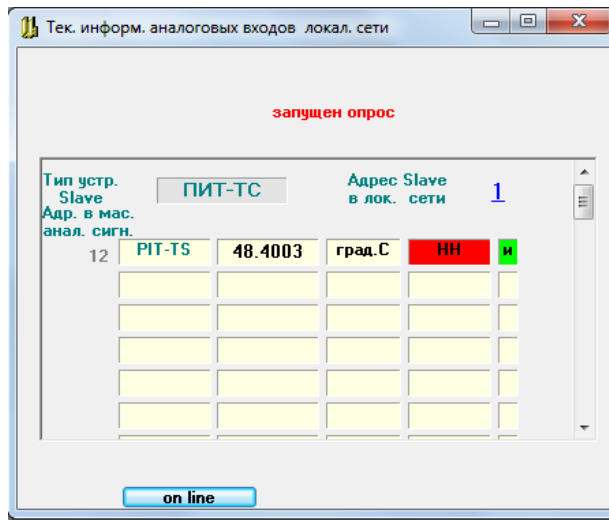 Тек. информ. аналоговых входов локал. сети
запущен опрос
Тип устр. Slave
ПИТ-ТС
Адрес Slave в лок. сети
1
Адр. в мас. анал. сигн.
12 PIT-TS 48.4003 град.С НН и
on line